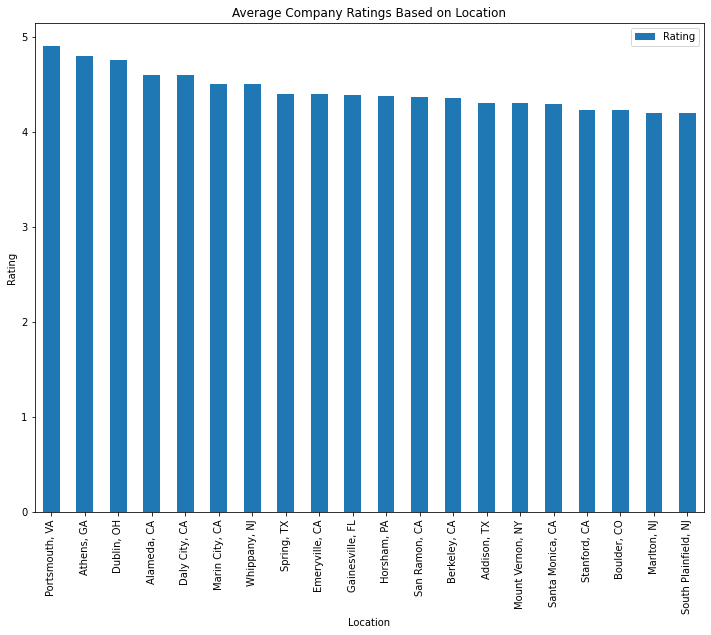 Average Company Ratings Based on Location
Rating
5
4
3
2
1
0
Rating
Portsmouth, VA
Athens, GA
Dublin, OH
Alameda, CA
Daly City, CA
Marin City, CA
Whippany, NJ
Spring, TX
Emeryville, CA
Gainesville, FL
Horsham, PA
San Ramon, CA
Berkeley, CA
Addison, TX
Mount Vernon, NY
Santa Monica, CA
Stanford, CA
Boulder, CO
Marlton, NJ
South Plainfield, NJ
Location